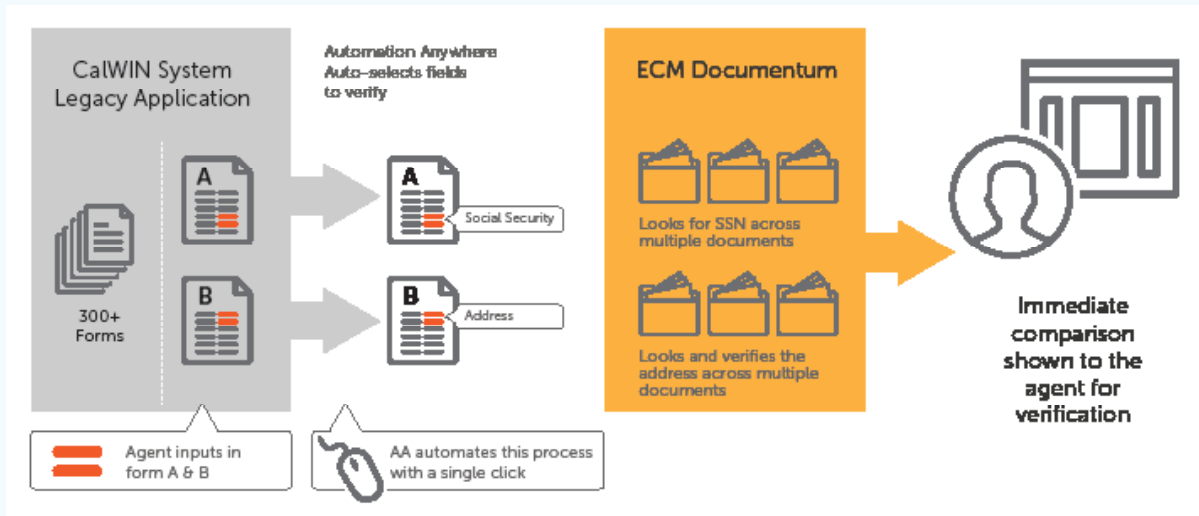 CalWIN System
Legacy Application
A
B
300+
Forms
Automation Anywhere
Auto-selects fields
to verify
A
Social Security
B
Address
Agent inputs in
form A & B
AA automates this process
with a single click
ECM Documentum
Looks for SSN across
multiple documents
Looks and verifies the
address across multiple
documents
Immediate
comparison
shown to the
agent for
verification